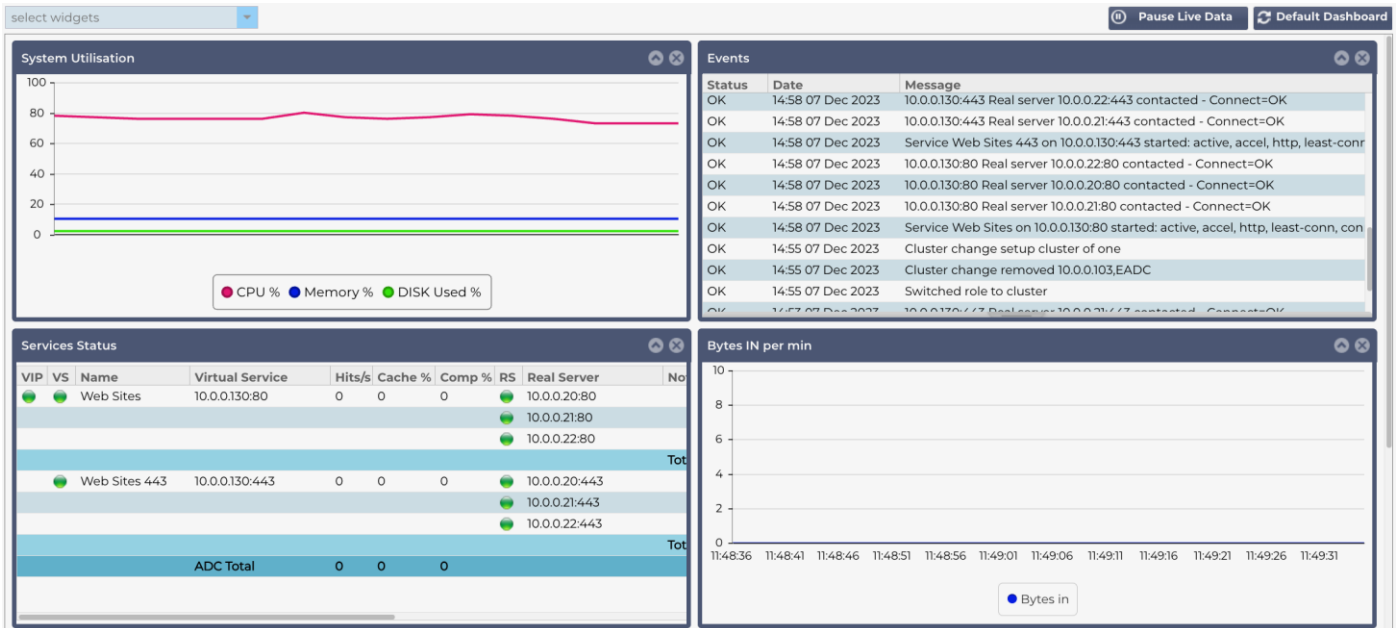 select widgets
Pause Live Data
Default Dashboard
System Utilisation
100
80
60
40
20
0
CPU % Memory % DISK Used %
Events
Status Date Message
OK 14:58 07 Dec 2023 10.0.0.130:443 Real server 10.0.0.22:443 contacted - Connect=OK
OK 14:58 07 Dec 2023 10.0.0.130:443 Real server 10.0.0.21:443 contacted - Connect=OK
OK 14:58 07 Dec 2023 Service Web Sites 443 on 10.0.0.130:443 started: active, accel, http, least-conr
OK 14:58 07 Dec 2023 10.0.0.130:80 Real server 10.0.0.22:80 contacted - Connect=OK
OK 14:58 07 Dec 2023 10.0.0.130:80 Real server 10.0.0.20:80 contacted - Connect=OK
OK 14:58 07 Dec 2023 10.0.0.130:80 Real server 10.0.0.21:80 contacted - Connect=OK
OK 14:58 07 Dec 2023 Service Web Sites on 10.0.0.130:80 started: active, accel, http, least-conn, con
OK 14:55 07 Dec 2023 Cluster change setup cluster of one
OK 14:55 07 Dec 2023 Cluster change removed 10.0.0.103,EADC
OK 14:55 07 Dec 2023 Switched role to cluster
Services Status
VIP VS Name Virtual Service Hits/s Cache % Comp % RS Real Server No
Web Sites 10.0.0.130:80 0 0 0 10.0.0.20:80
10.0.0.21:80
10.0.0.22:80
Tot
Web Sites 443 10.0.0.130:443 0 0 0 10.0.0.20:443
10.0.0.21:443
10.0.0.22:443
Tot
ADC Total 0 0 0
Bytes IN per min
10
8
6
4
2
0
11:48:36 11:48:41 11:48:46 11:48:51 11:48:56 11:49:01 11:49:06 11:49:11 11:49:16 11:49:21 11:49:26 11:49:31
Bytes in